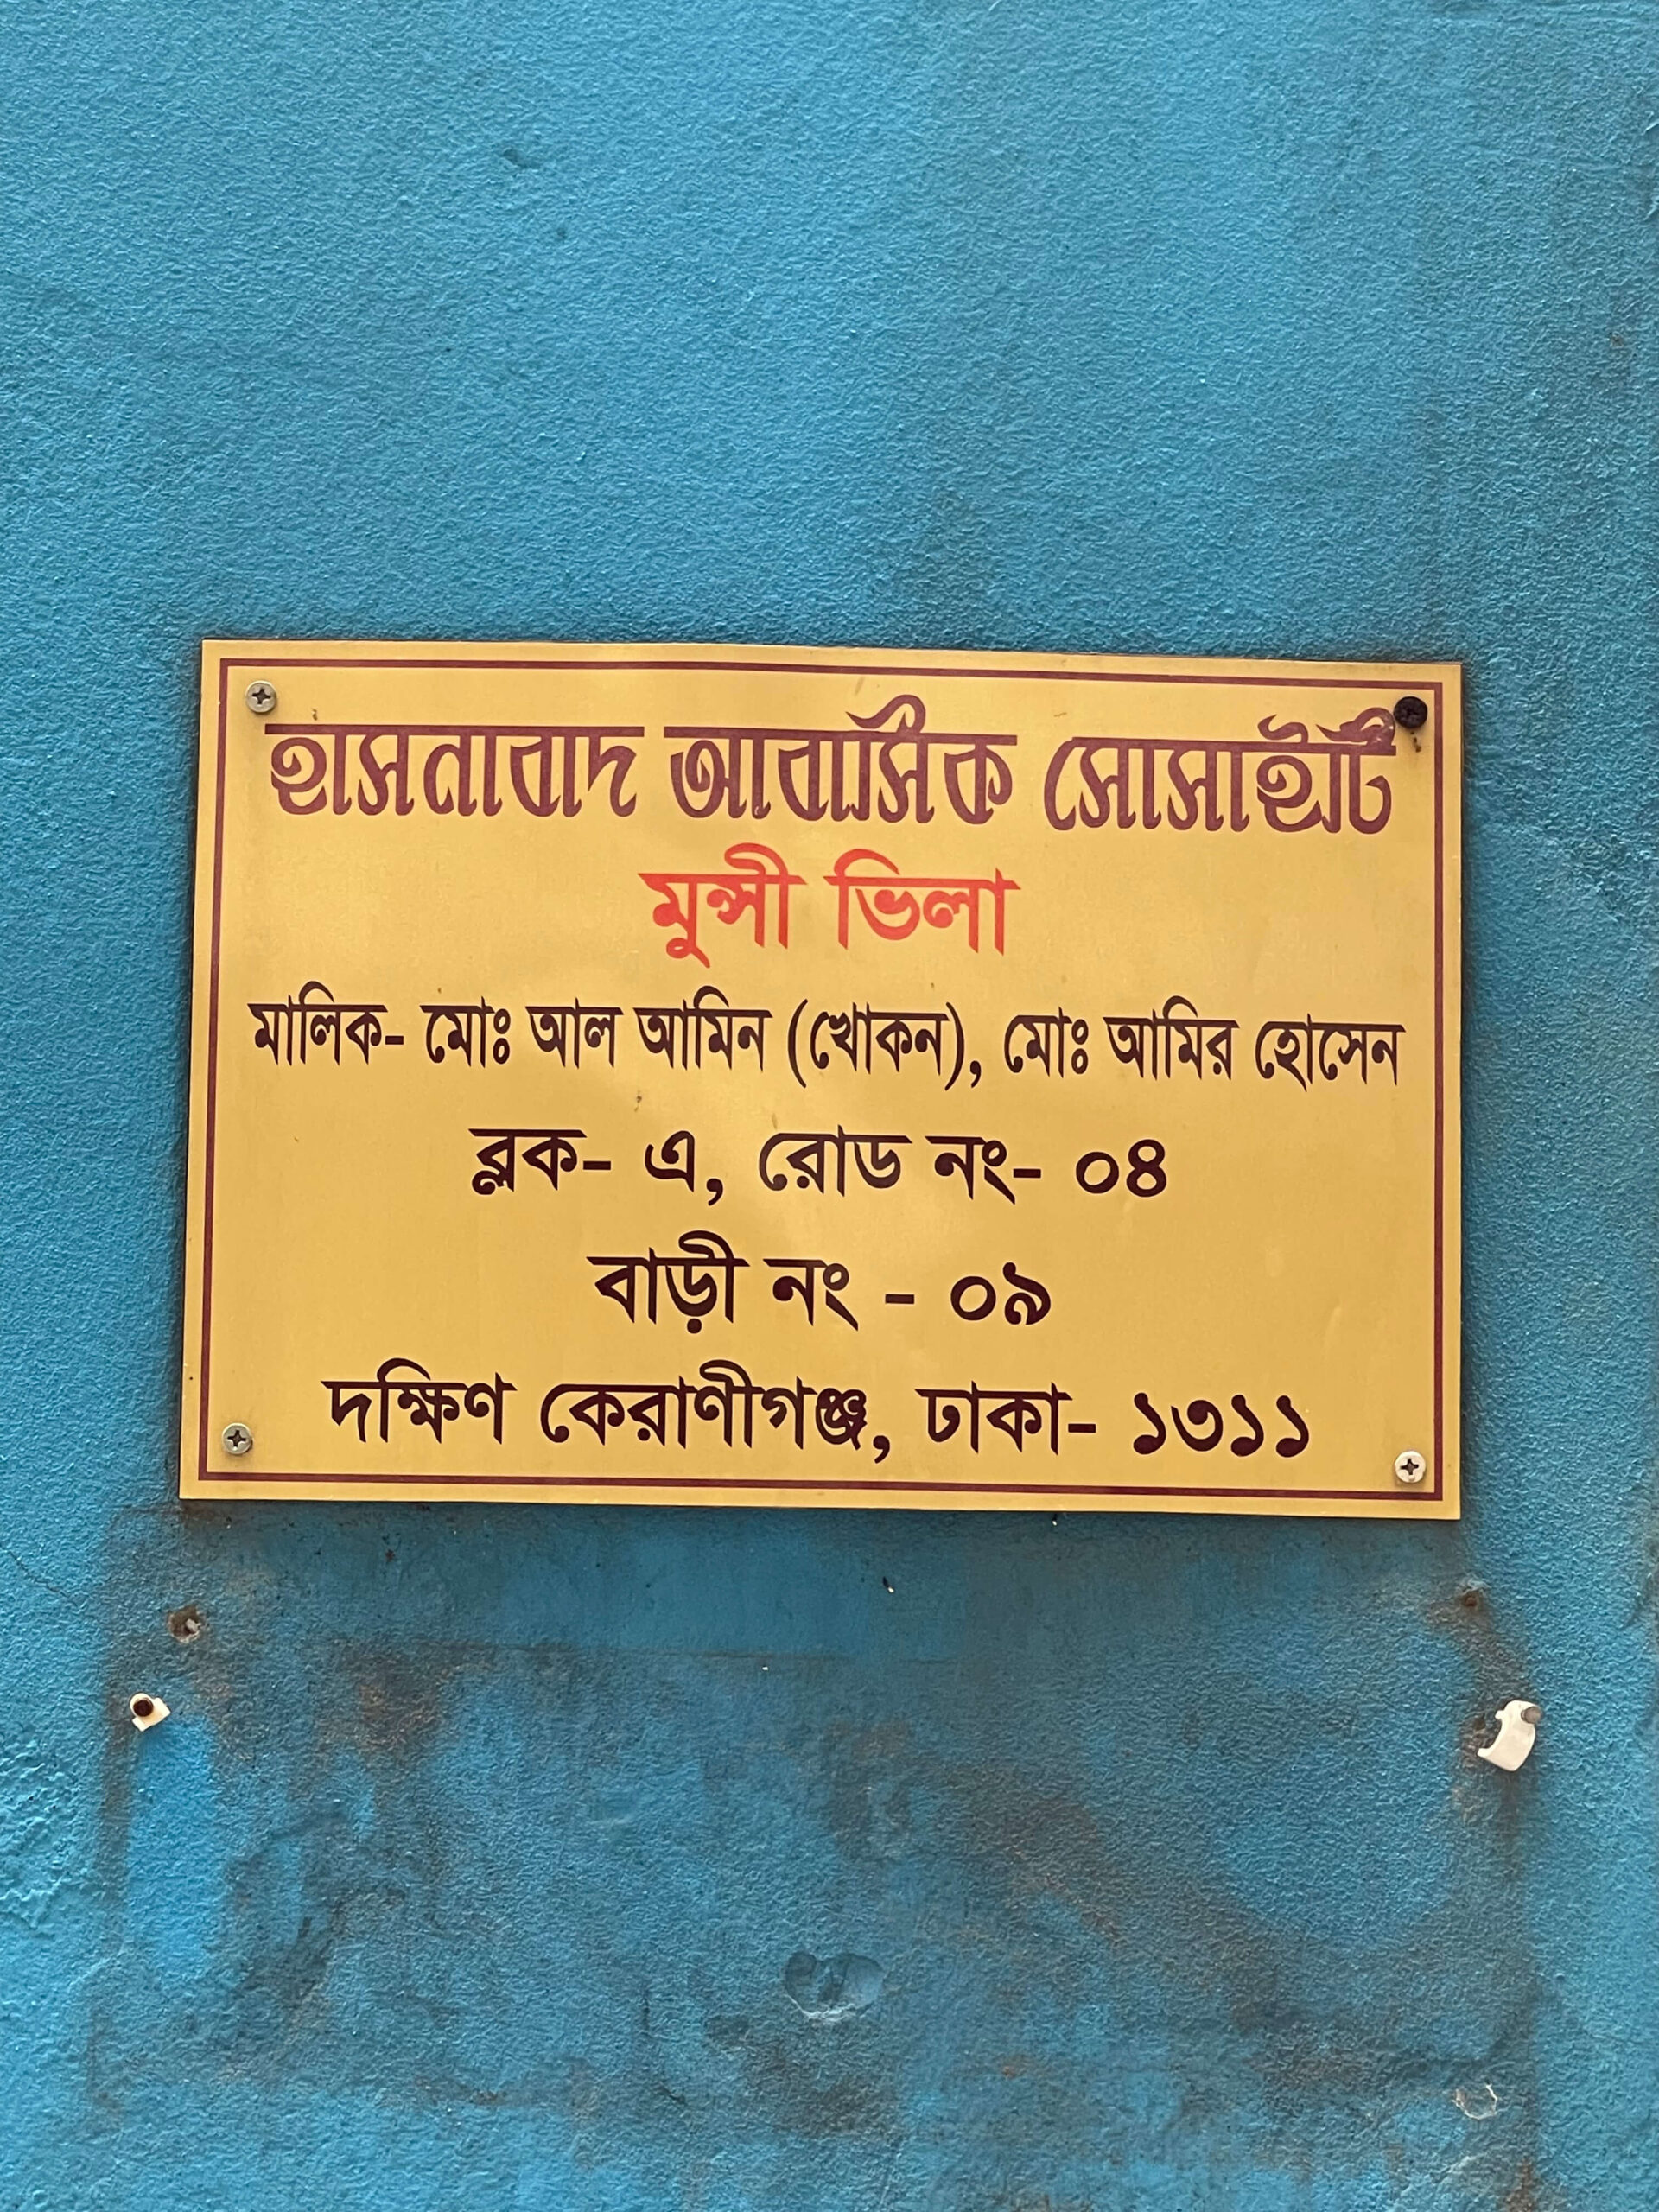 হাসনাবাদ আবাসিক সোসাইটি
মুন্সী ভিলা
মালিক- মোঃ আল আমিন (খোকন), মোঃ আমির হোসেন
ব্লক- এ, রোড নং- ০৪
বাড়ী নং - ০৯
দক্ষিণ কেরাণীগঞ্জ, ঢাকা- ১৩১১